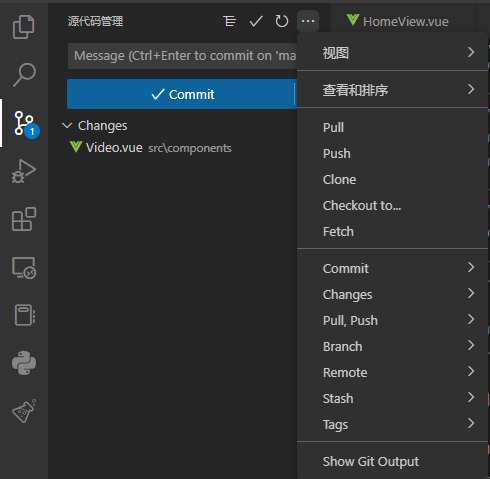 源代码管理
HomeView.vue
Message (Ctrl+Enter to commit on 'ma
Commit
Changes
Video.vue src\components
1
视图
查看和排序
Pull
Push
Clone
Checkout to...
Fetch
Commit
Changes
Pull, Push
Branch
Remote
Stash
Tags
Show Git Output